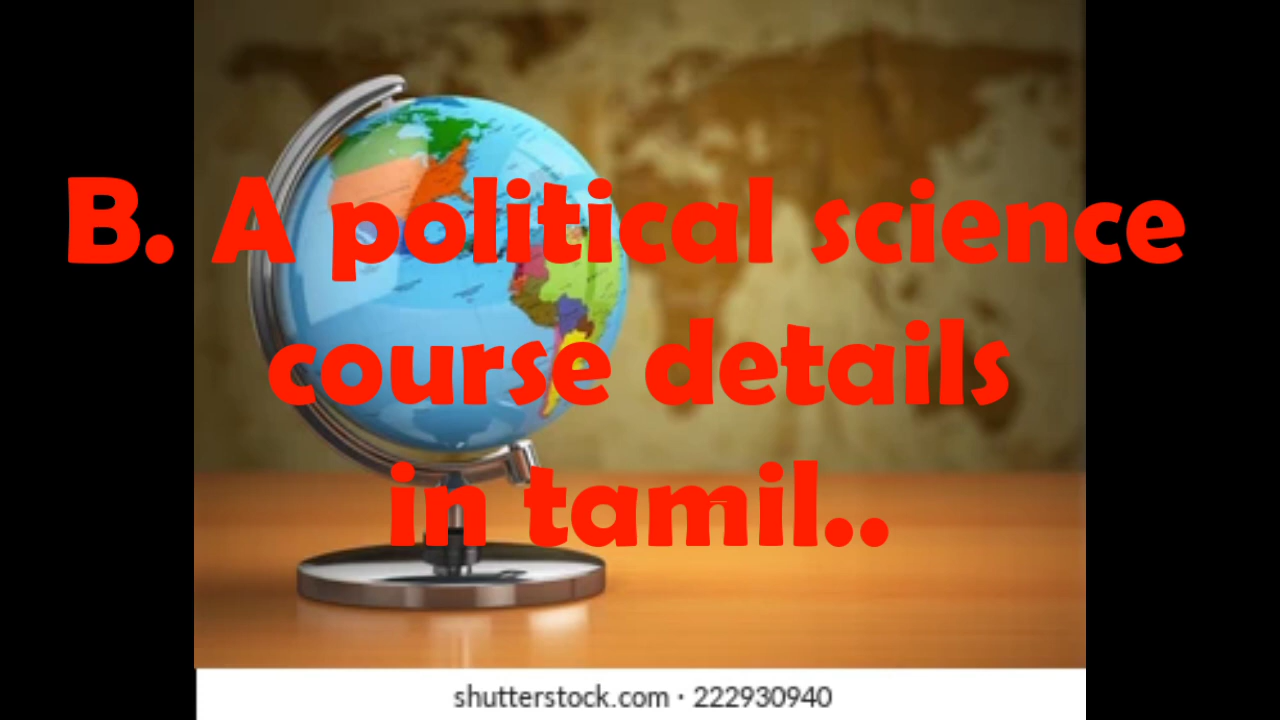 B. A political science
course details
in tamil..
shutterstock.com · 222930940